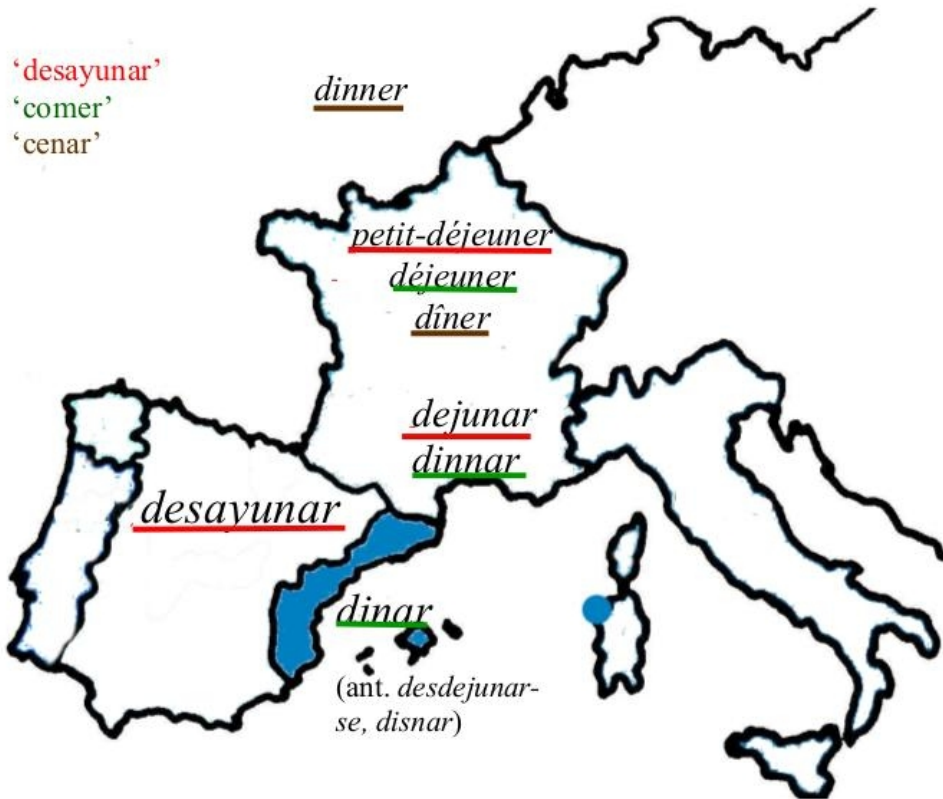 ‘desayunar’
‘comer’
‘cenar’
dinner
petit-déjeuner
déjeuner
dîner
dejunar
dinnar
desayunar
dinar
(ant. desdejunar-
se, disnar)